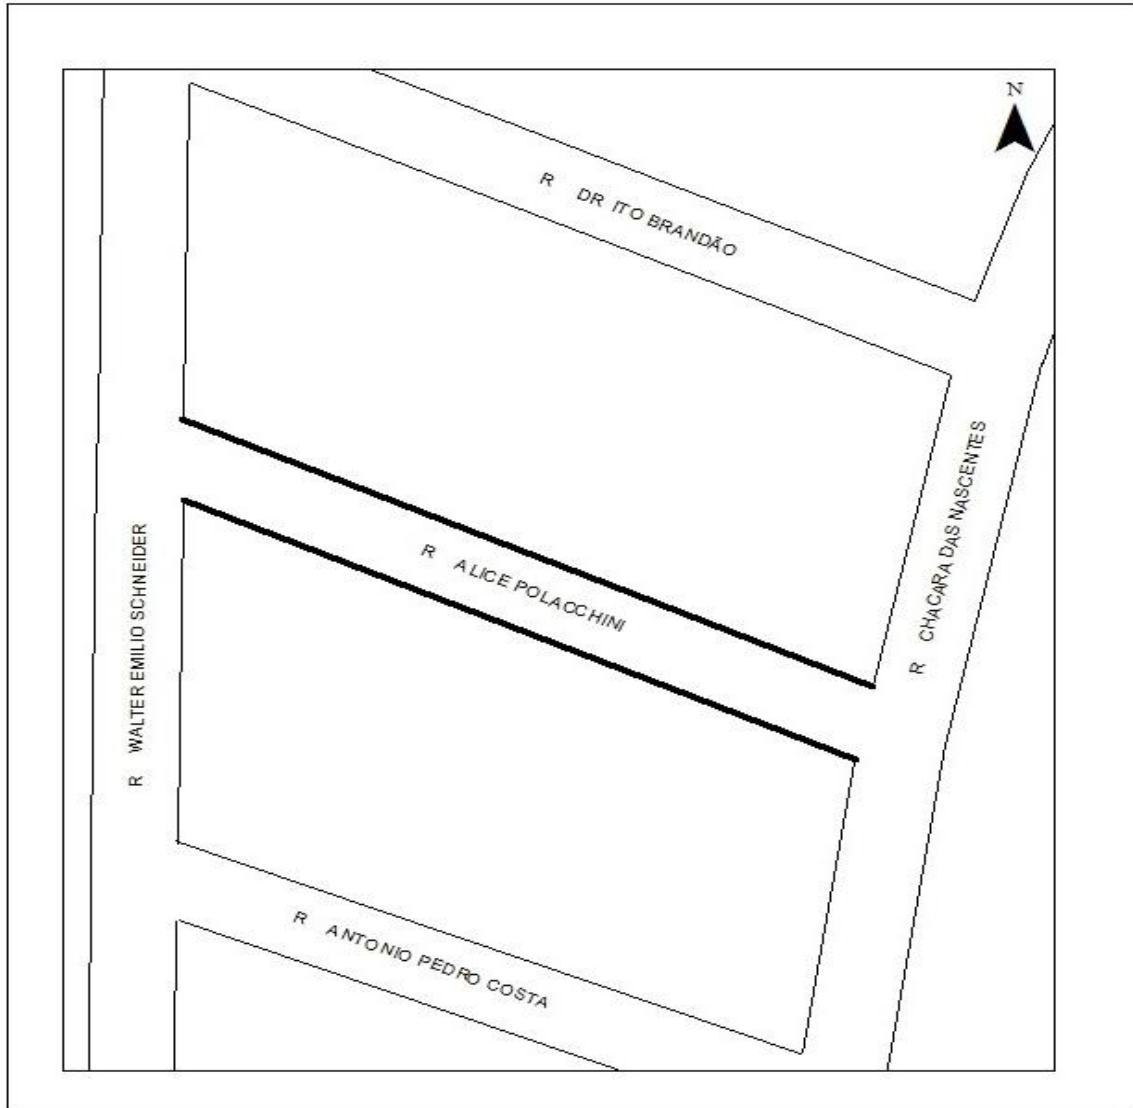 N
R DR ITO BRANDÃO
R CHACARA DAS NASCENTES
R WALTER EMILIO SCHNEIDER
R ALICE POLACCHINI
R ANTONIO PEDRO COSTA